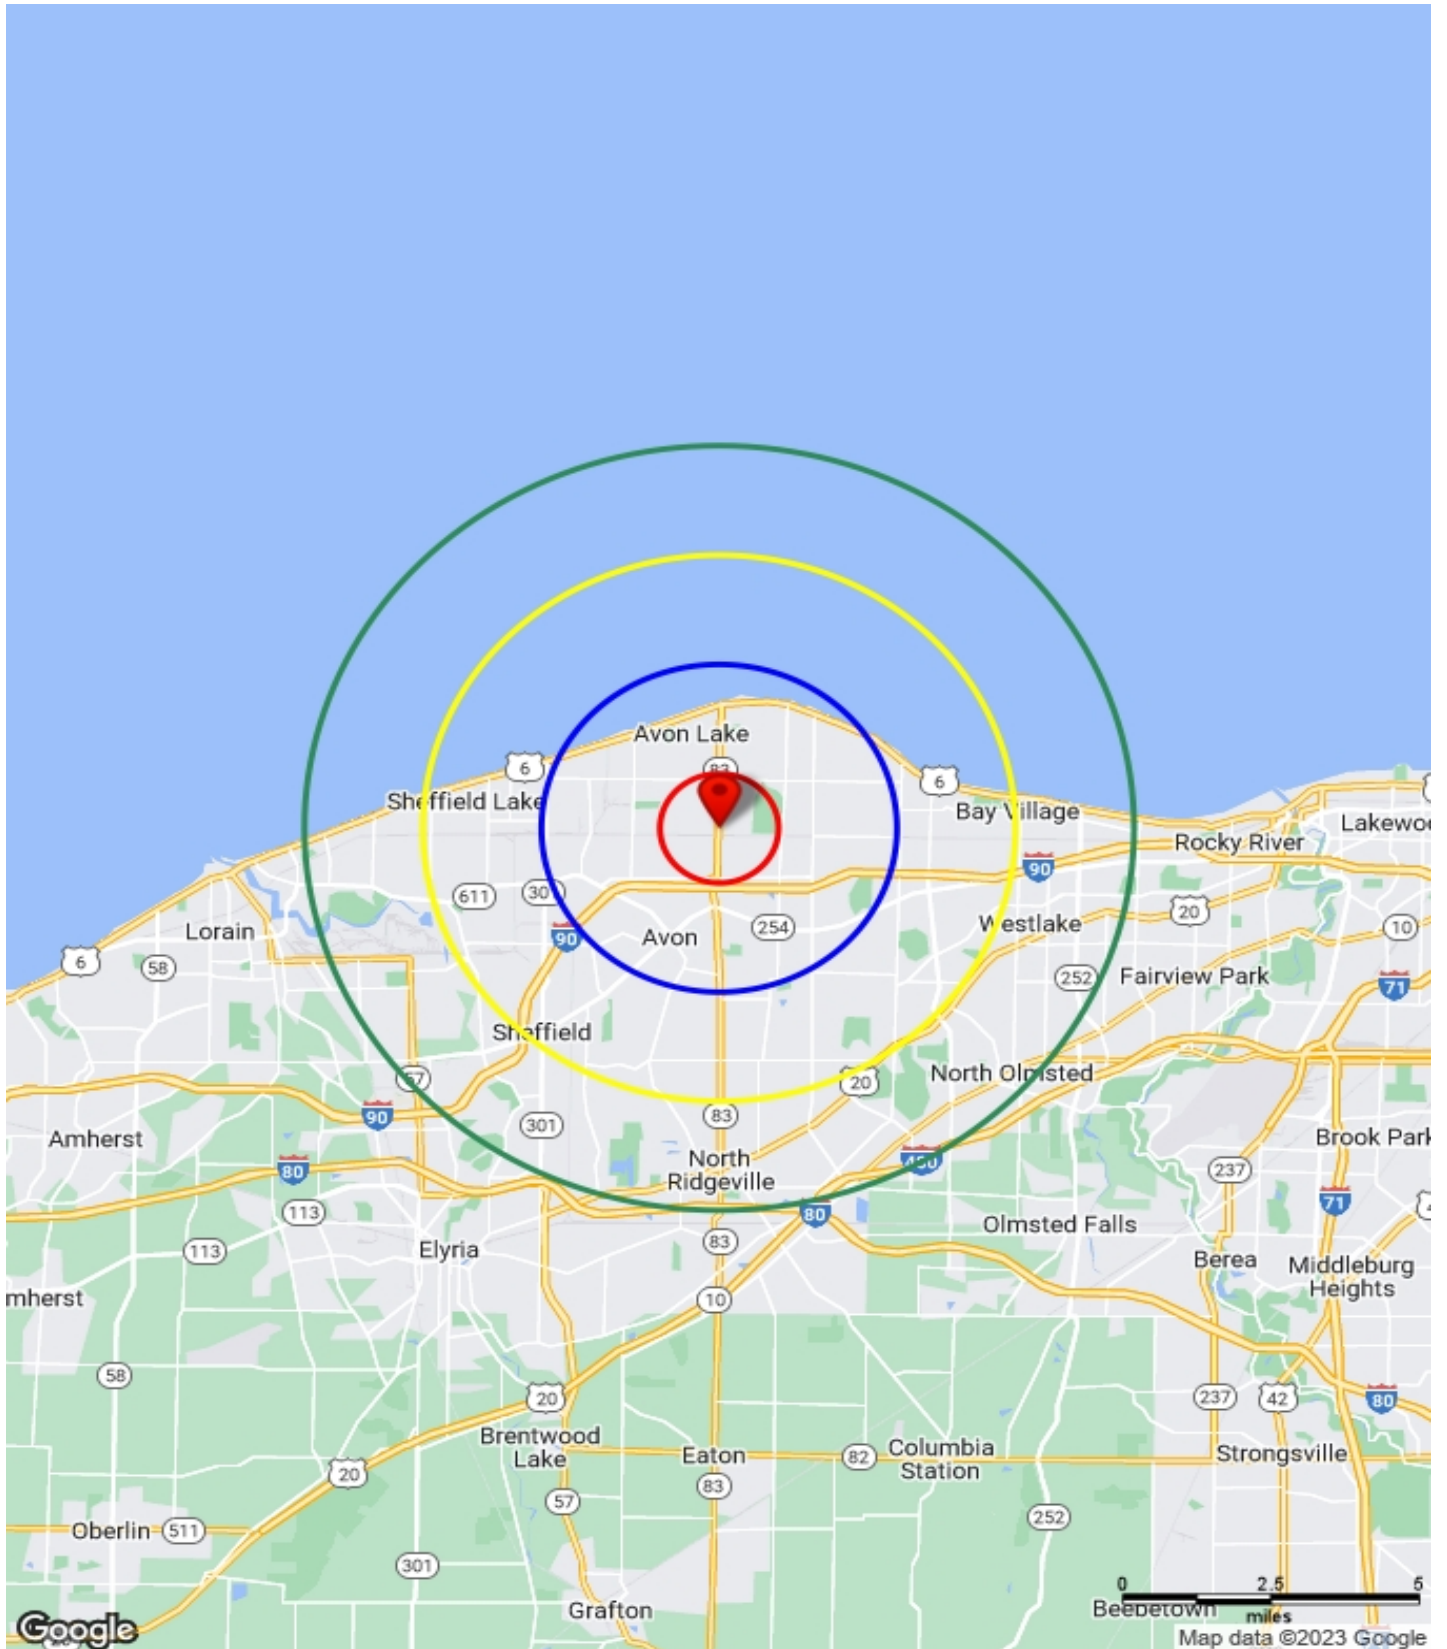 Avon Lake
83
6
Sheffield Lake
6
Bay Village
Rocky River
90
611
254
20
Lorain
90
Avon
Westlake
10
6
58
252
Fairview Park
71
Sheffield
57
20
North Olmsted
90
83
Amherst
301
Brook Park
80
North
Ridgeville
480
237
113
80
71
Olmsted Falls
113
Elyria
83
Berea
Middleburg
Heights
mherst
10
58
20
237
42
80
Brentwood
Lake
Eaton
82
Columbia
Station
Strongsville
20
83
57
252
Oberlin
511
301
0 2.5 5
miles
Grafton
Beebetown
Google
Map data ©2023 Google